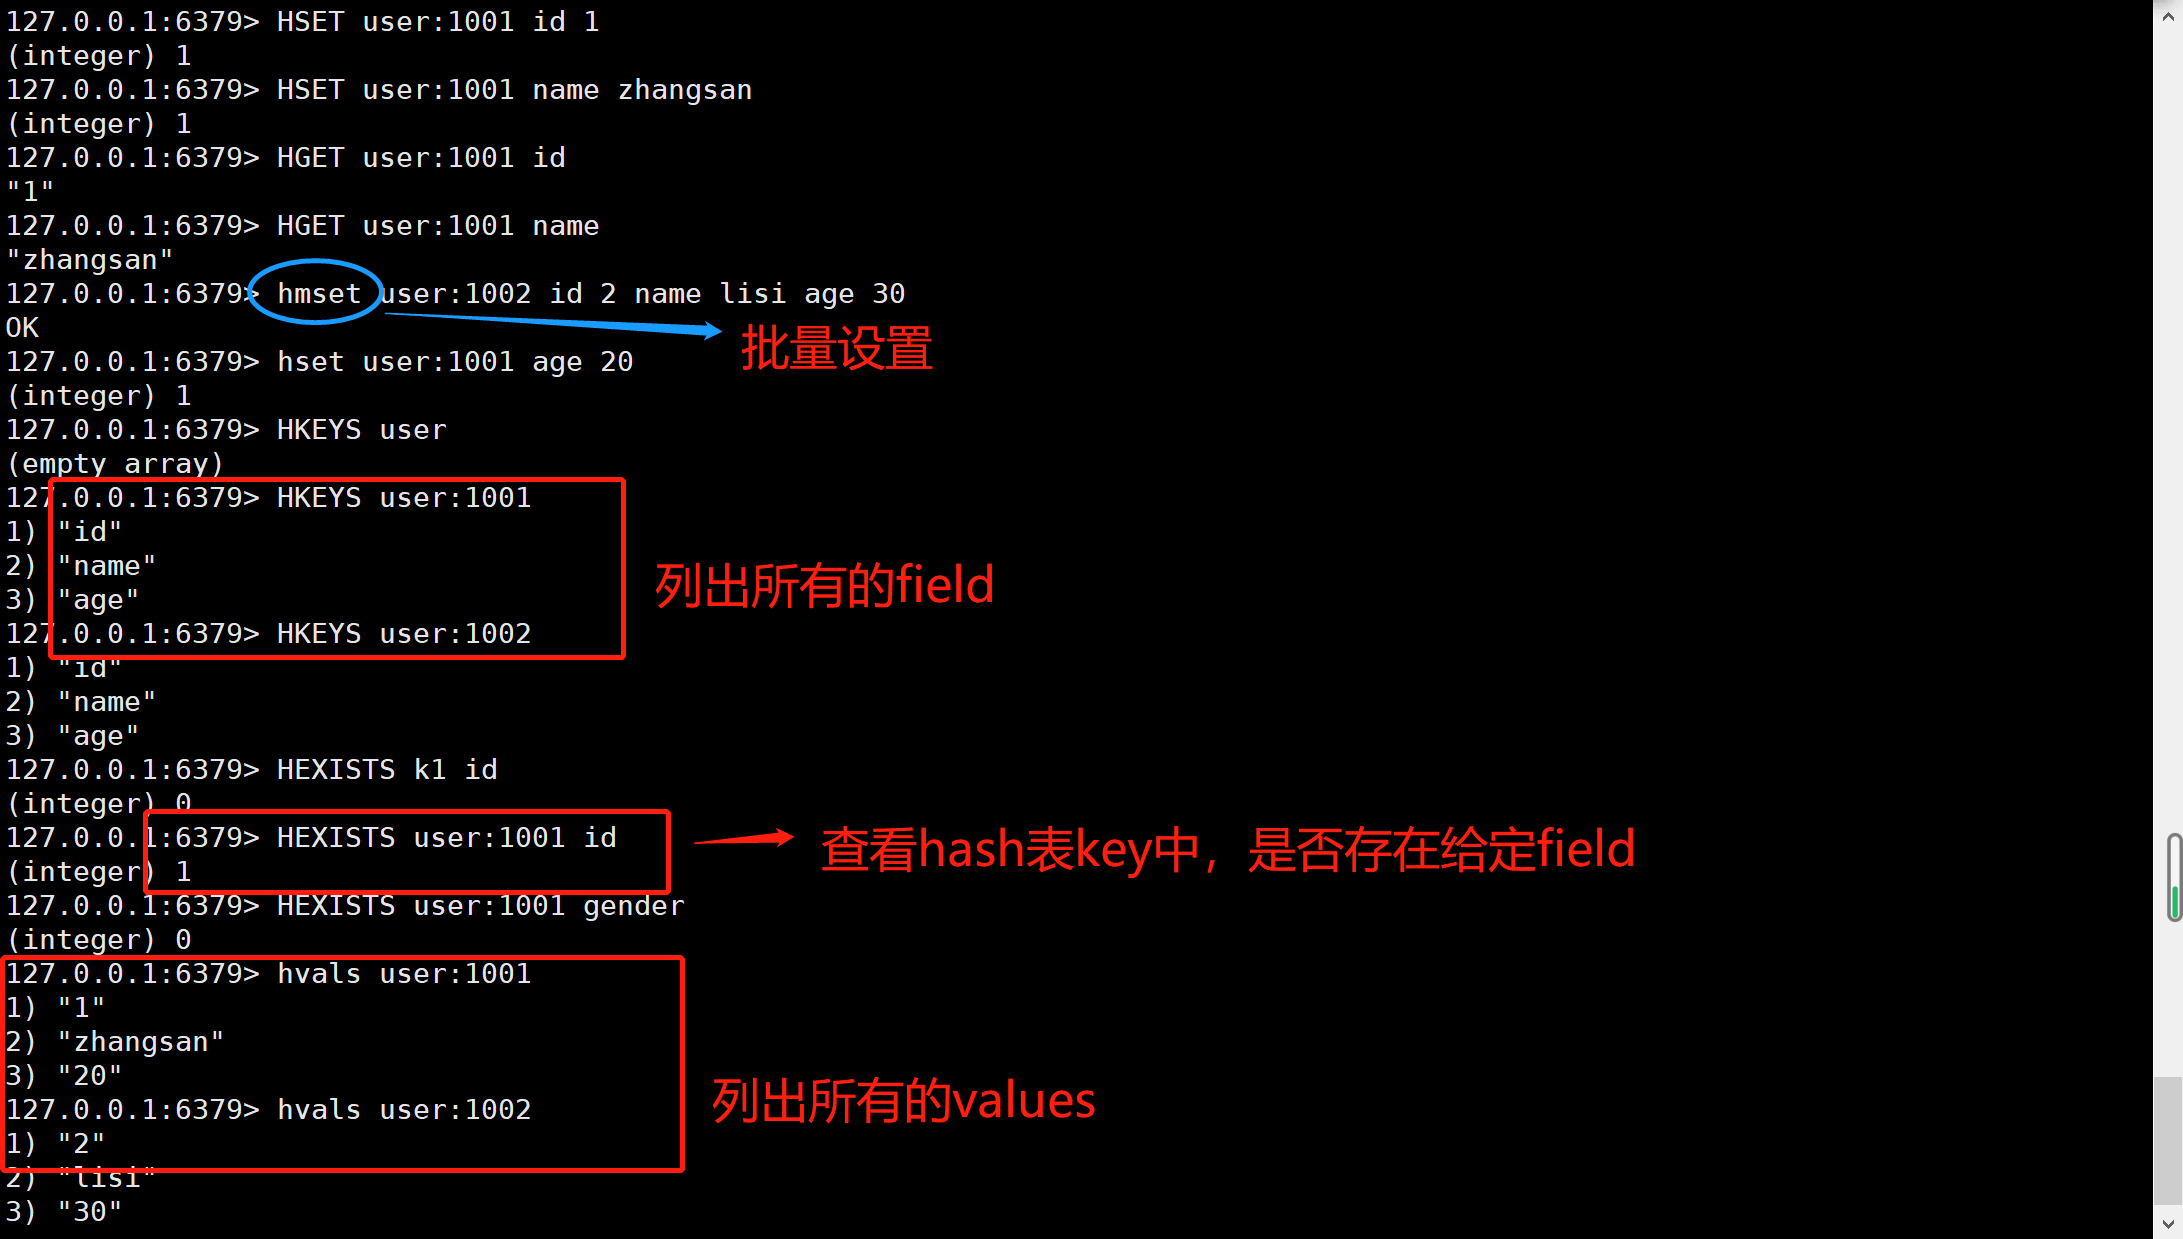 127.0.0.1:6379> HSET user:1001 id 1
(integer) 1
127.0.0.1:6379> HSET user:1001 name zhangsan
(integer) 1
127.0.0.1:6379> HGET user:1001 id
"1"
127.0.0.1:6379> HGET user:1001 name
"zhangsan"
127.0.0.1:6379> hmset user:1002 id 2 name lisi age 30
OK
批量设置
127.0.0.1:6379> hset user:1001 age 20
(integer) 1
127.0.0.1:6379> HKEYS user
(empty array)
127.0.0.1:6379> HKEYS user:1001
1) "id"
2) "name"
列出所有的field
3) "age"
127.0.0.1:6379> HKEYS user:1002
1) "id"
2) "name"
3) "age"
127.0.0.1:6379> HEXISTS k1 id
(integer) 0
127.0.0.1:6379> HEXISTS user:1001 id
查看hash表key中，是否存在给定field
(integer) 1
127.0.0.1:6379> HEXISTS user:1001 gender
(integer) 0
127.0.0.1:6379> hvals user:1001
1) "1"
2) "zhangsan"
3) "20"
列出所有的values
127.0.0.1:6379> hvals user:1002
1) "2"
2) "lisi"
3) "30"